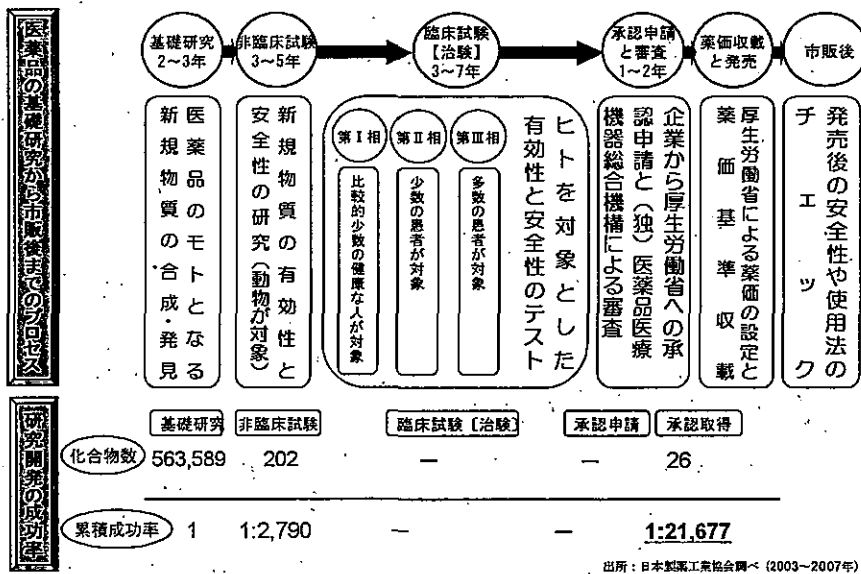 医薬品の基礎研究から市販後までのプロセス
基礎研究
2～3年
非臨床試験
3～5年
臨床試験
【治験】
3～7年
承認申請
と審査
1～2年
薬価収載
と発売
市販後
医薬品のモトとなる
新規物質の合成・発見
新規物質の有効性と
安全性の研究(動物が対象)
ヒトを対象とした
有効性と安全性のテスト
第Ⅰ相
第Ⅱ相
第Ⅲ相
比較的少数の健康な人が対象
少数の患者が対象
多数の患者が対象
企業から厚生労働省への承
認申請と(独)医薬品医療
機器総合機構による審査
厚生労働省による薬価の設定と
薬価基準収載
発売後の安全性や使用法の
チェック
研究開発の成功率
基礎研究
非臨床試験
臨床試験〔治験〕
承認申請
承認取得
化合物数
563,589
202
－
－
26
累積成功率
1
1:2,790
－
－
1:21,677
出所：日本製薬工業協会調べ（2003～2007年）